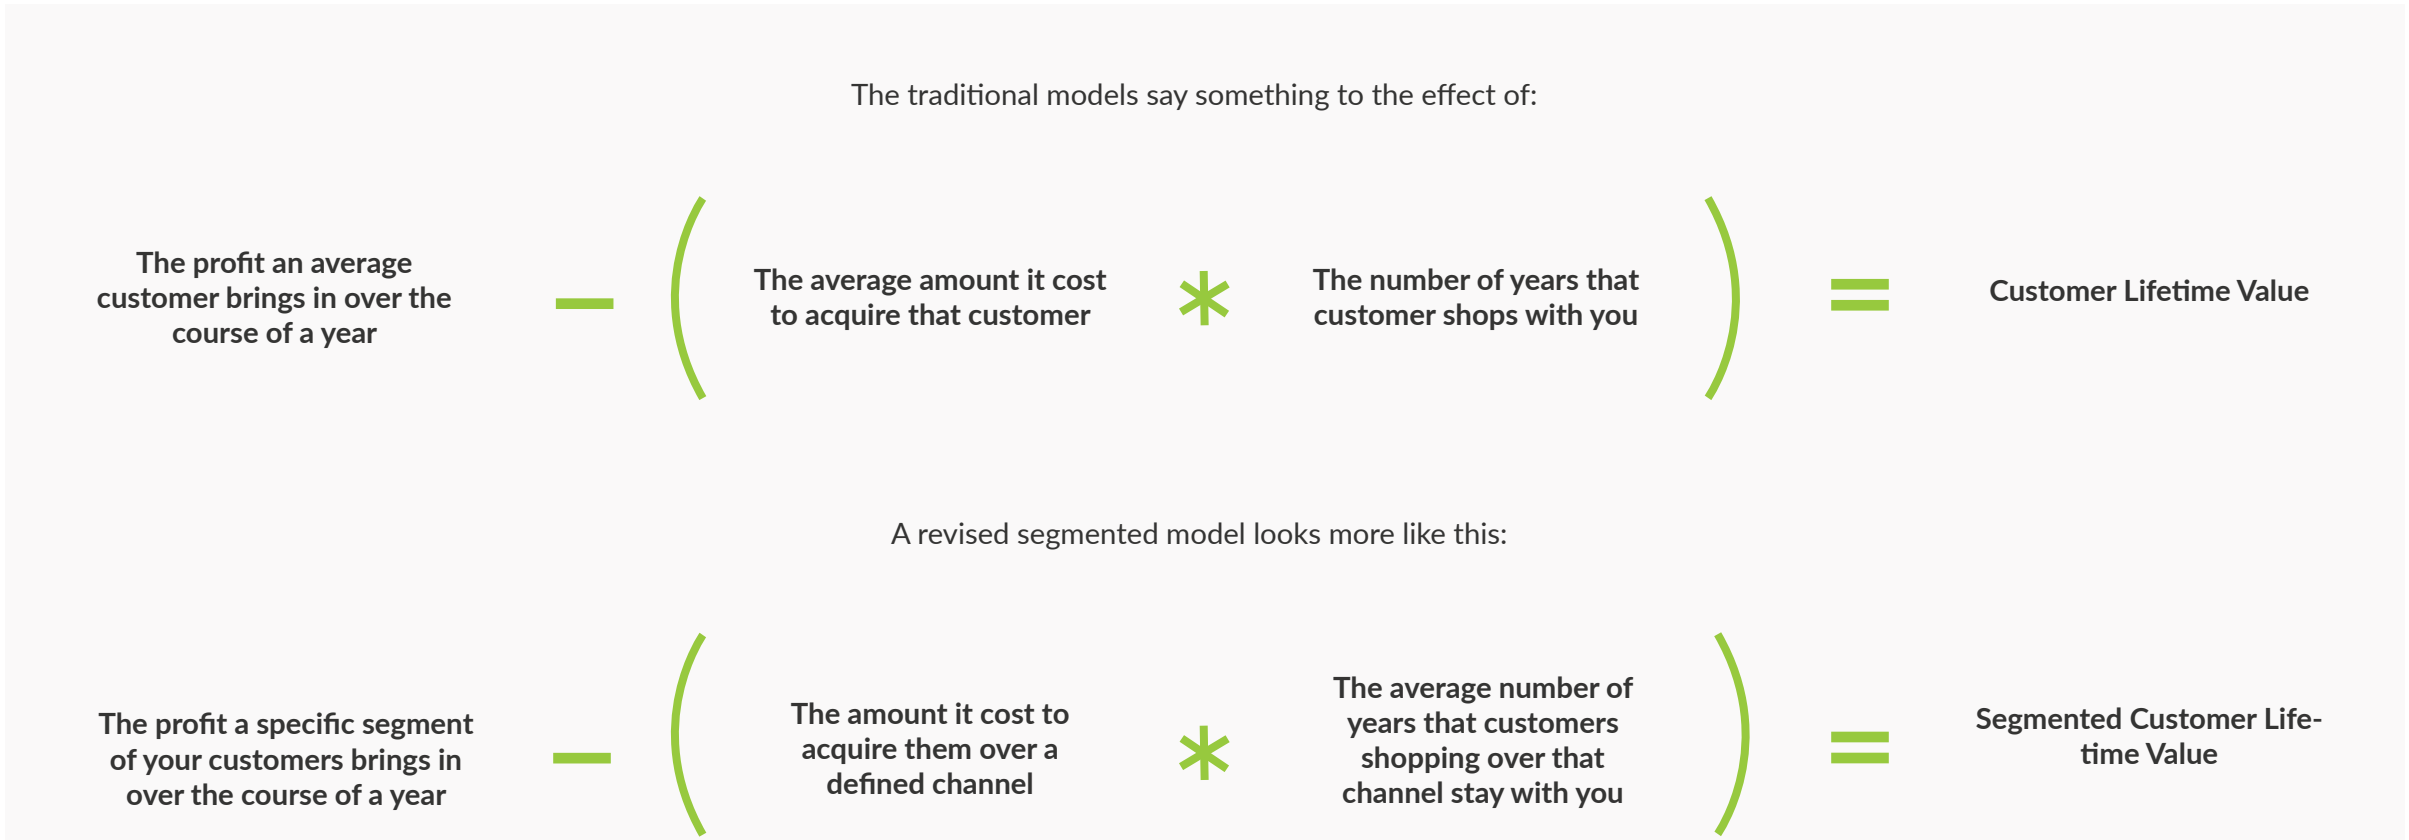 The traditional models say something to the effect of:
The profit an average
customer brings in over the
course of a year
−
(
The average amount it cost
to acquire that customer
*
The number of years that
customer shops with you
)
=
Customer Lifetime Value
A revised segmented model looks more like this:
The profit a specific segment
of your customers brings in
over the course of a year
−
(
The amount it cost to
acquire them over a
defined channel
*
The average number of
years that customers
shopping over that
channel stay with you
)
=
Segmented Customer Life-
time Value